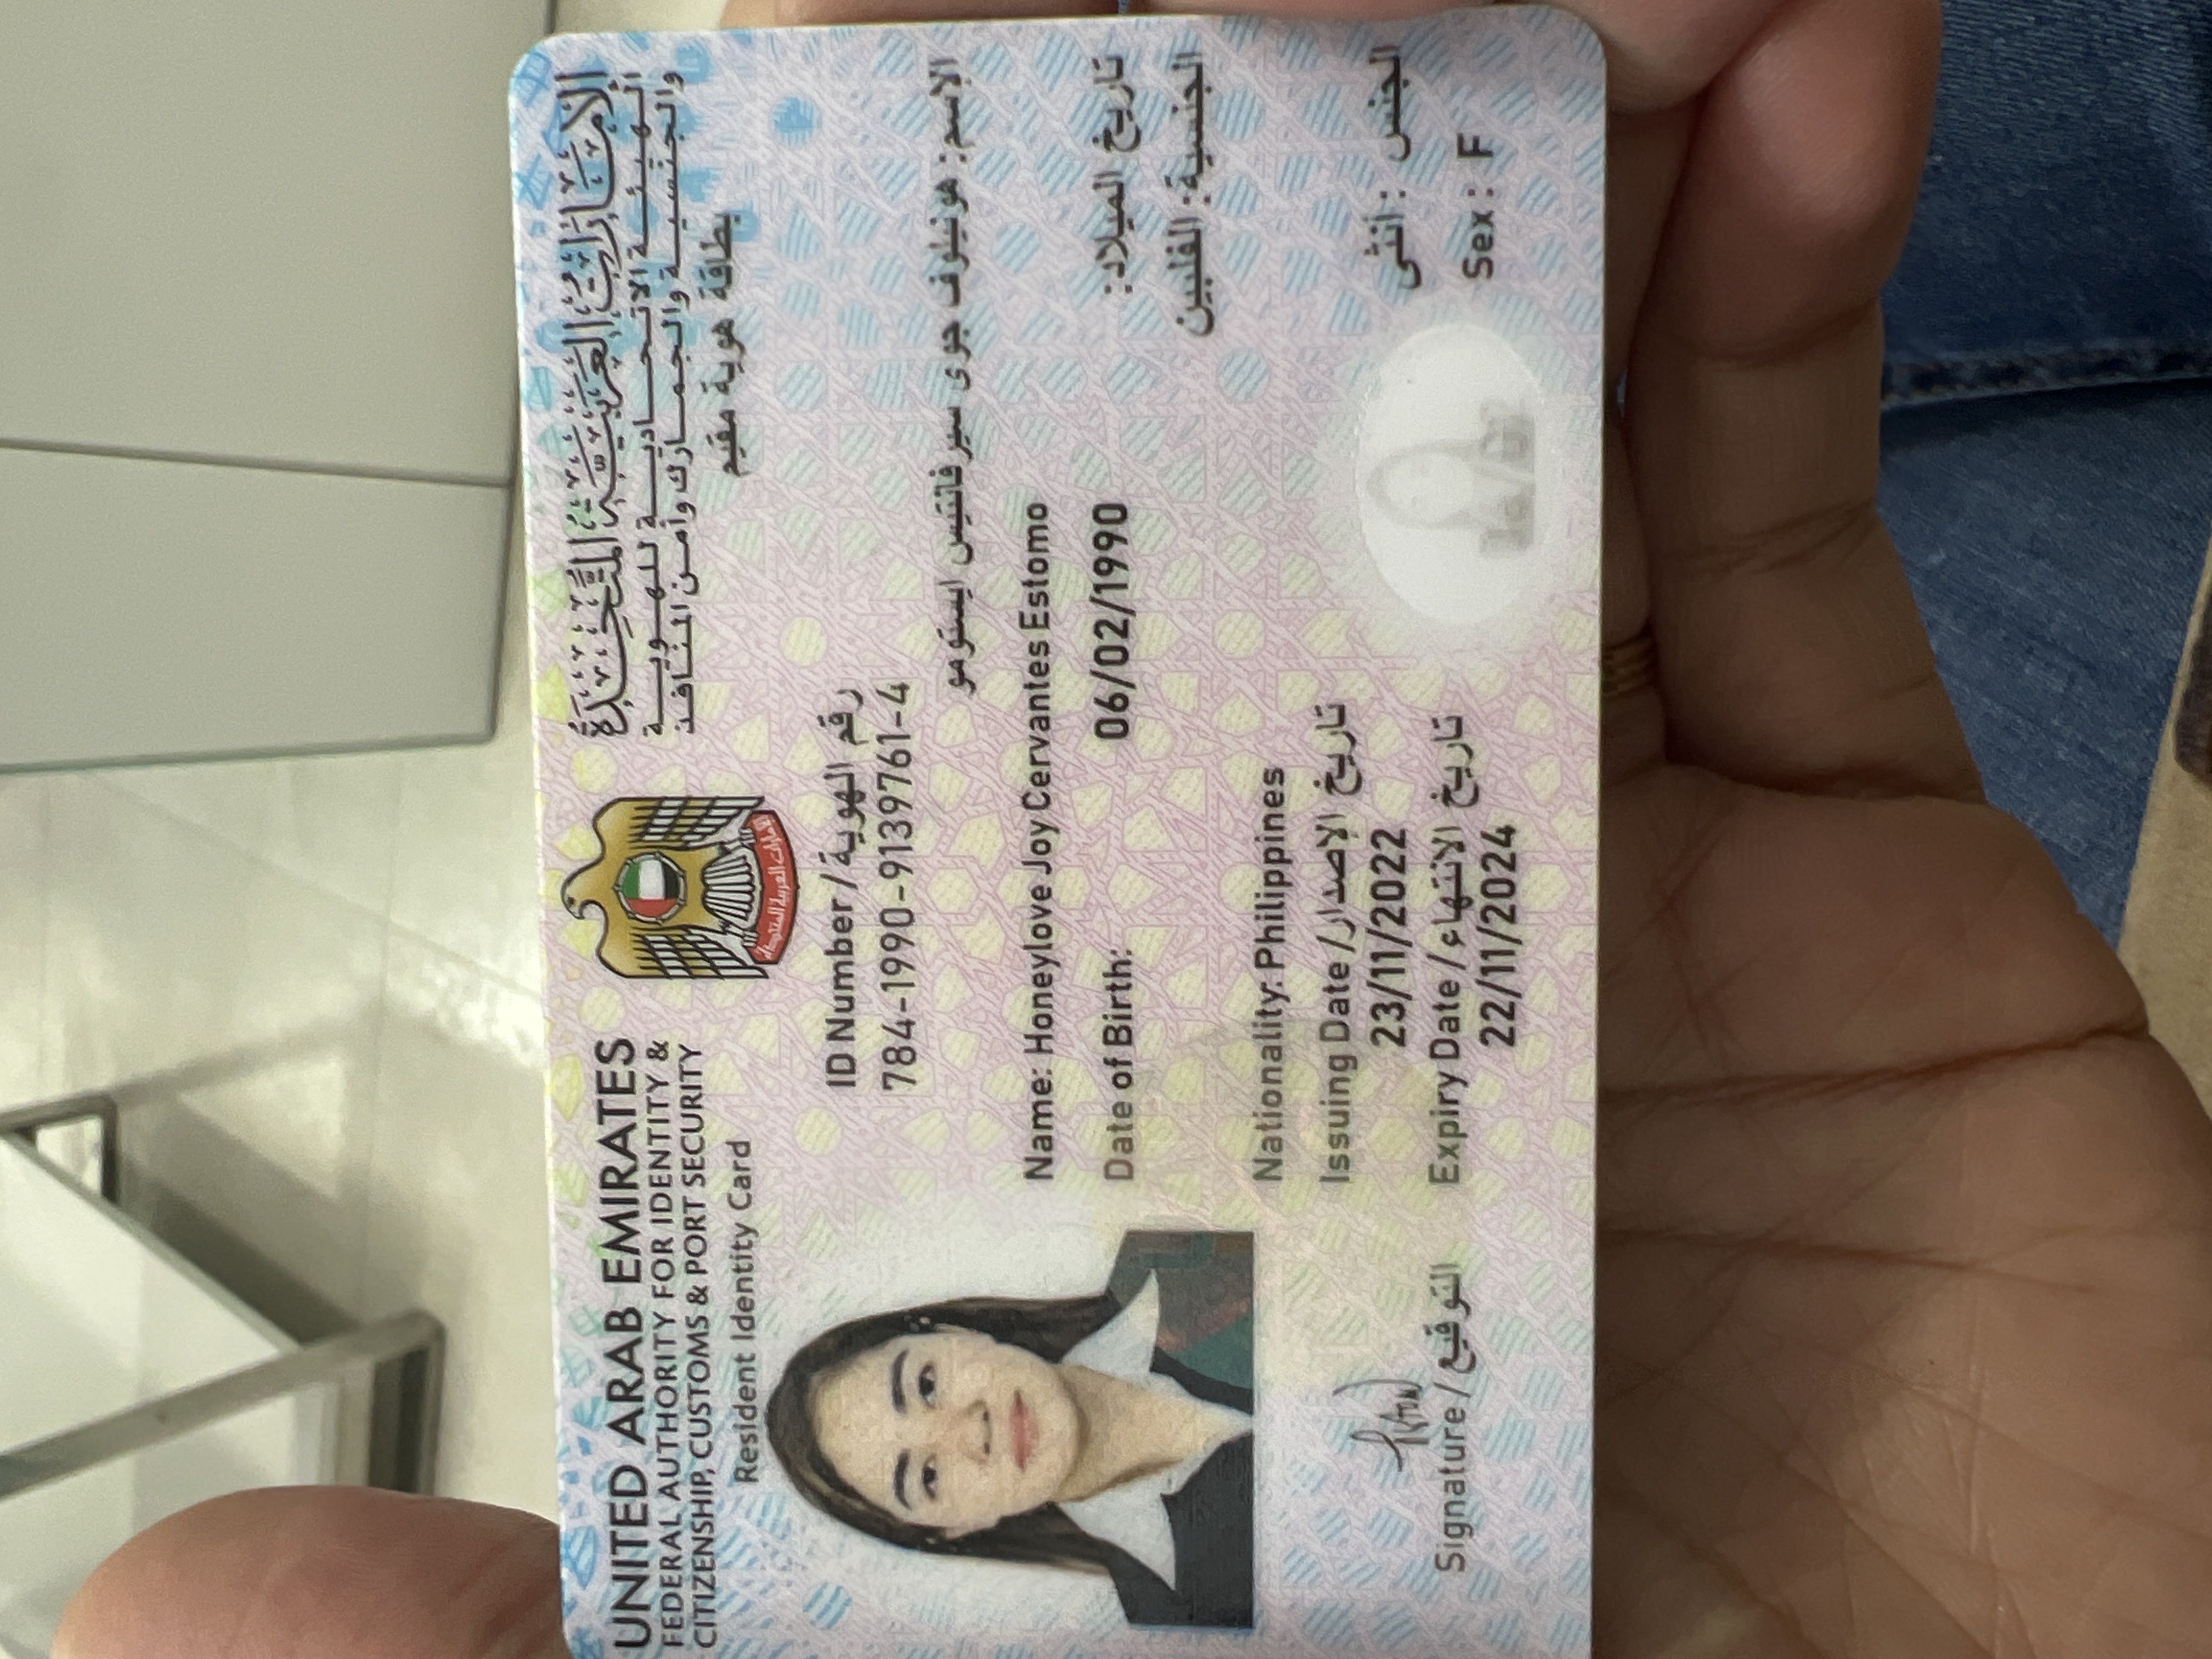 UNITED ARAB EMIRATES
FEDERAL AUTHORITY FOR IDENTITY &
CITIZENSHIP, CUSTOMS & PORT SECURITY
Resident Identity Card
الإمارات العربية المتحدة
الإمارات العربية المتحدة
الهيئة الاتحادية للهوية
والجنسية والجمارك وأمن المنافذ
بطاقة هوية مقيم
ID Number / رقم الهوية
784-1990-9139761-4
الإسم: هونيلوف جوى سيرفانتيس ايستومو
Name: Honeylove Joy Cervantes Estomo
Date of Birth: 06/02/1990 تاريخ الميلاد:
الجنسية: الفلبين
Nationality: Philippines
Issuing Date / تاريخ الإصدار
23/11/2022
Expiry Date / تاريخ الانتهاء
22/11/2024
الجنس : أنثى
Sex : F
Signature / التوقيع